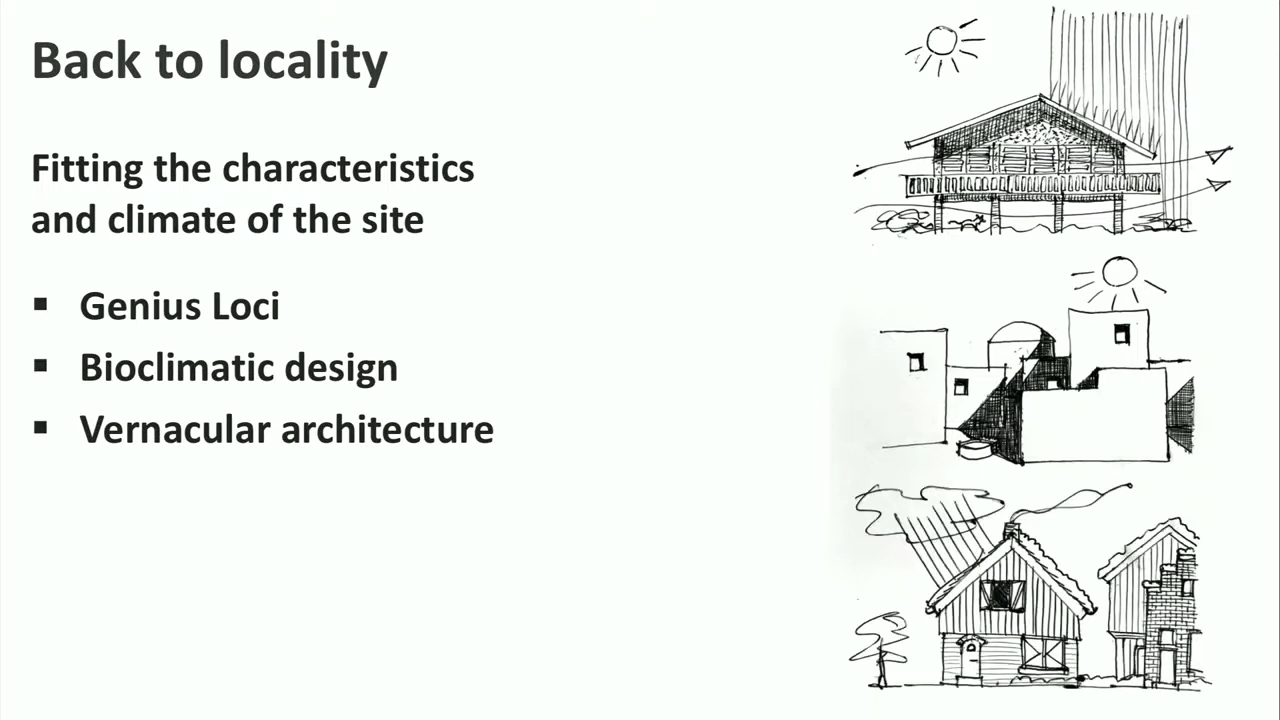 Back to locality
Fitting the characteristics
and climate of the site
▪ Genius Loci
▪ Bioclimatic design
▪ Vernacular architecture